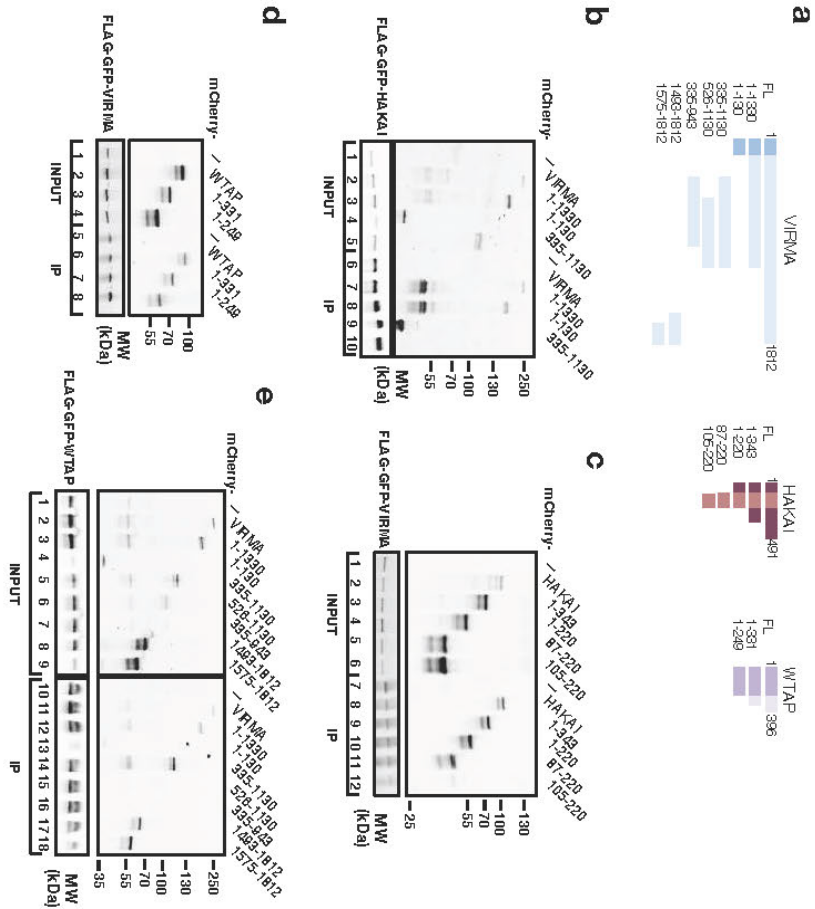 a
VIRMA
1
1812
FL
1-1330
1-130
335-1130
526-1130
335-943
1493-1812
1575-1812
HAKAI
1
491
FL
1-343
1-220
87-220
105-220
WTAP
1
396
FL
1-331
1-249
b
mCherry-
— VIRMA 1-1330 1-130 335-1130 — VIRMA 1-1330 1-130 335-1130
250
130
100
70
55
MW
(kDa)
FLAG-GFP-HAKAI
1 2 3 4 5 6 7 8 9 10
INPUT IP
c
mCherry-
— HAKAI 1-343 1-220 87-220 105-220 — HAKAI 1-343 1-220 87-220 105-220
130
100
70
55
25
MW
(kDa)
FLAG-GFP-VIRMA
1 2 3 4 5 6 7 8 9 10 11 12
INPUT IP
d
mCherry-
— WTAP 1-331 1-249 — WTAP 1-331 1-249
100
70
55
MW
(kDa)
FLAG-GFP-VIRMA
1 2 3 4 5 6 7 8
INPUT IP
e
mCherry-
— VIRMA 1-1330 1-130 335-1130 526-1130 335-943 1493-1812 1575-1812 — VIRMA 1-1330 1-130 335-1130 526-1130 335-943 1493-1812 1575-1812
250
130
100
70
55
35
MW
(kDa)
FLAG-GFP-WTAP
1 2 3 4 5 6 7 8 9 10 11 12 13 14 15 16 17 18
INPUT IP